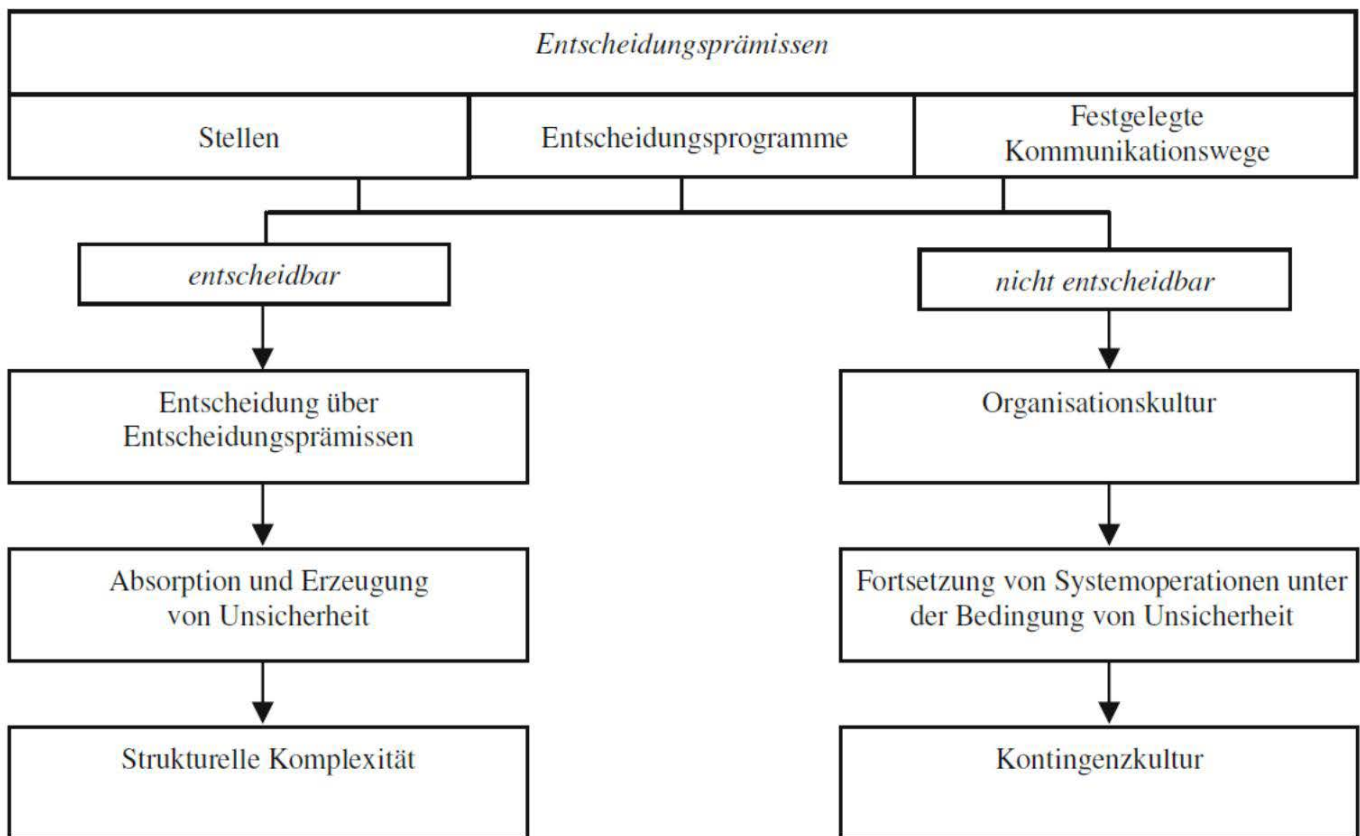 Entscheidungsprämissen
Stellen
Entscheidungsprogramme
Festgelegte
Kommunikationswege
entscheidbar
nicht entscheidbar
Entscheidung über
Entscheidungsprämissen
Organisationskultur
Absorption und Erzeugung
von Unsicherheit
Fortsetzung von Systemoperationen unter
der Bedingung von Unsicherheit
Strukturelle Komplexität
Kontingenzkultur